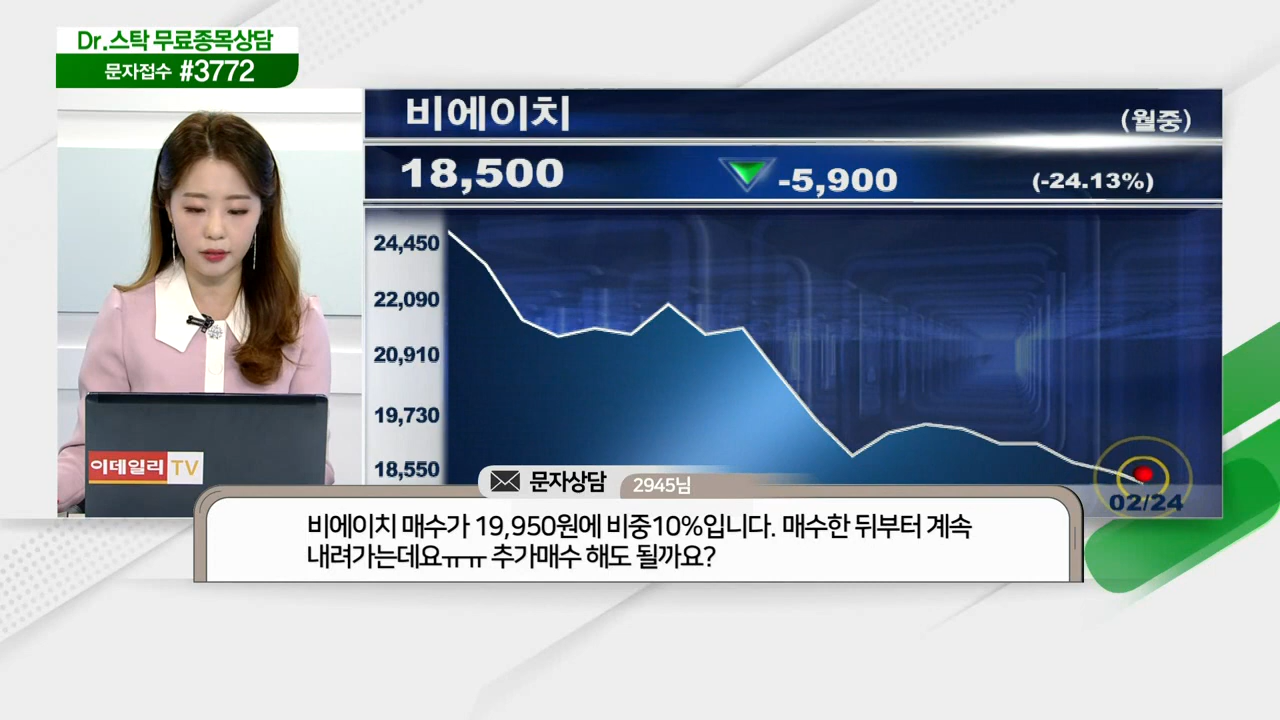 Dr.스탁 무료종목상담
문자접수 #3772
비에이치
(월중)
18,500 -5,900 (-24.13%)
24,450
22,090
20,910
19,730
18,550
02/24
이데일리 TV
문자상담 2945님
비에이치 매수가 19,950원에 비중10%입니다. 매수한 뒤부터 계속
내려가는데요ㅠㅠ 추가매수 해도 될까요?